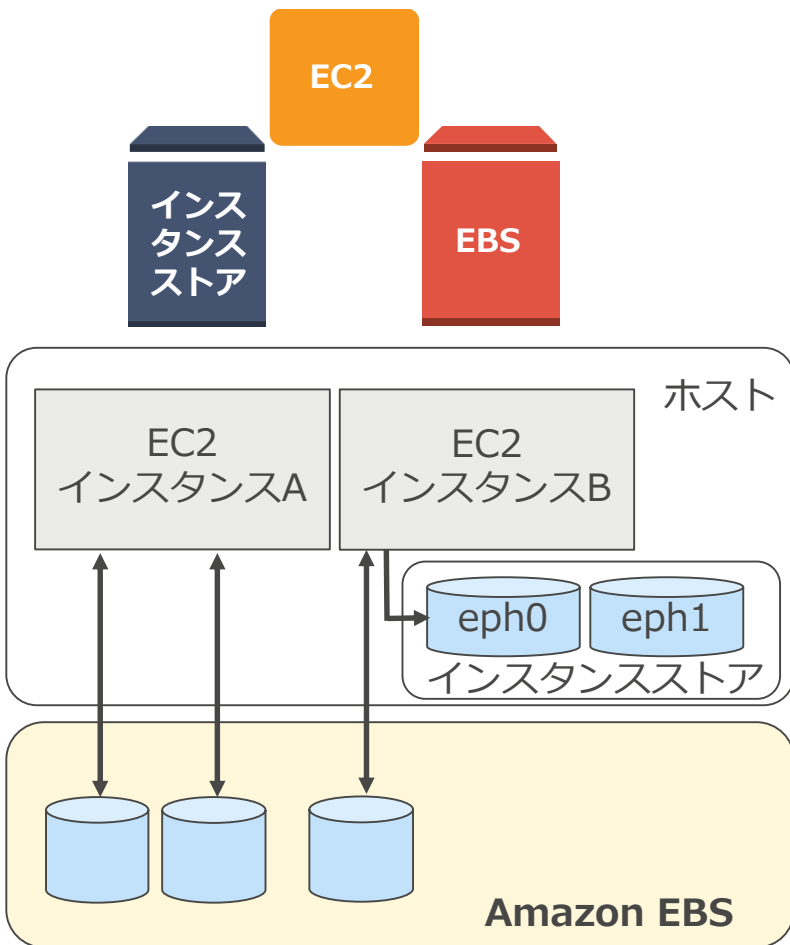 EC2
インス
タンス
ストア
EBS
ホスト
EC2
インスタンスA
EC2
インスタンスB
eph0
eph1
インスタンスストア
Amazon EBS